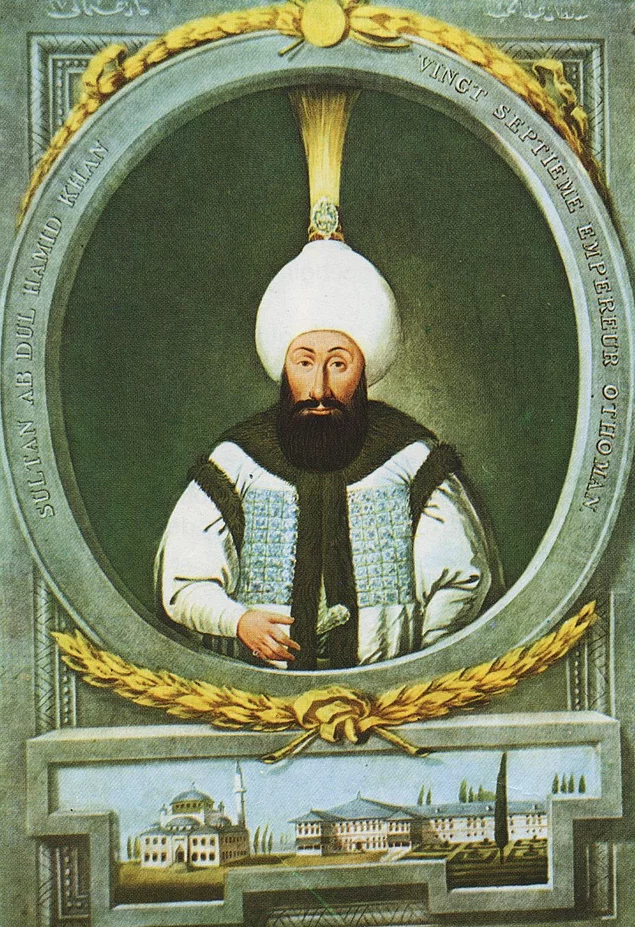 SULTAN AB DUL HAMID KHAN
VINGT SEPTIEME EMPEREUR OTHOMAN